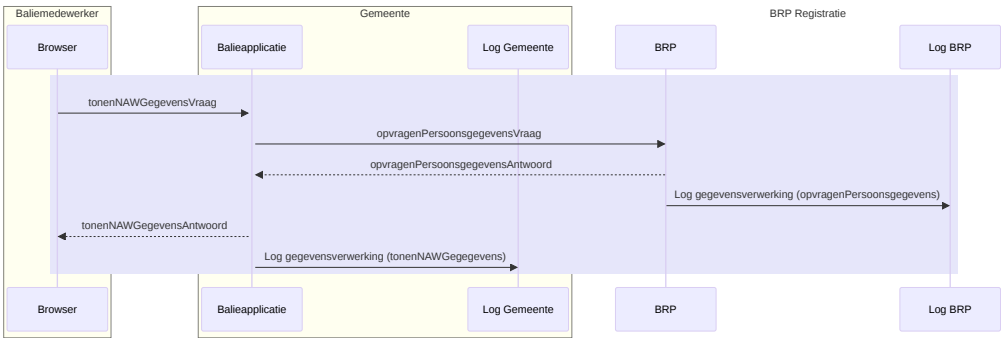 Baliemedewerker
Gemeente
BRP Registratie
Browser
Balieapplicatie
Log Gemeente
BRP
Log BRP
tonenNAWGegevensVraag
opvragenPersoonsgegevensVraag
opvragenPersoonsgegevensAntwoord
Log gegevensverwerking (opvragenPersoonsgegevens)
tonenNAWGegevensAntwoord
Log gegevensverwerking (tonenNAWGegegevens)
Browser
Balieapplicatie
Log Gemeente
BRP
Log BRP